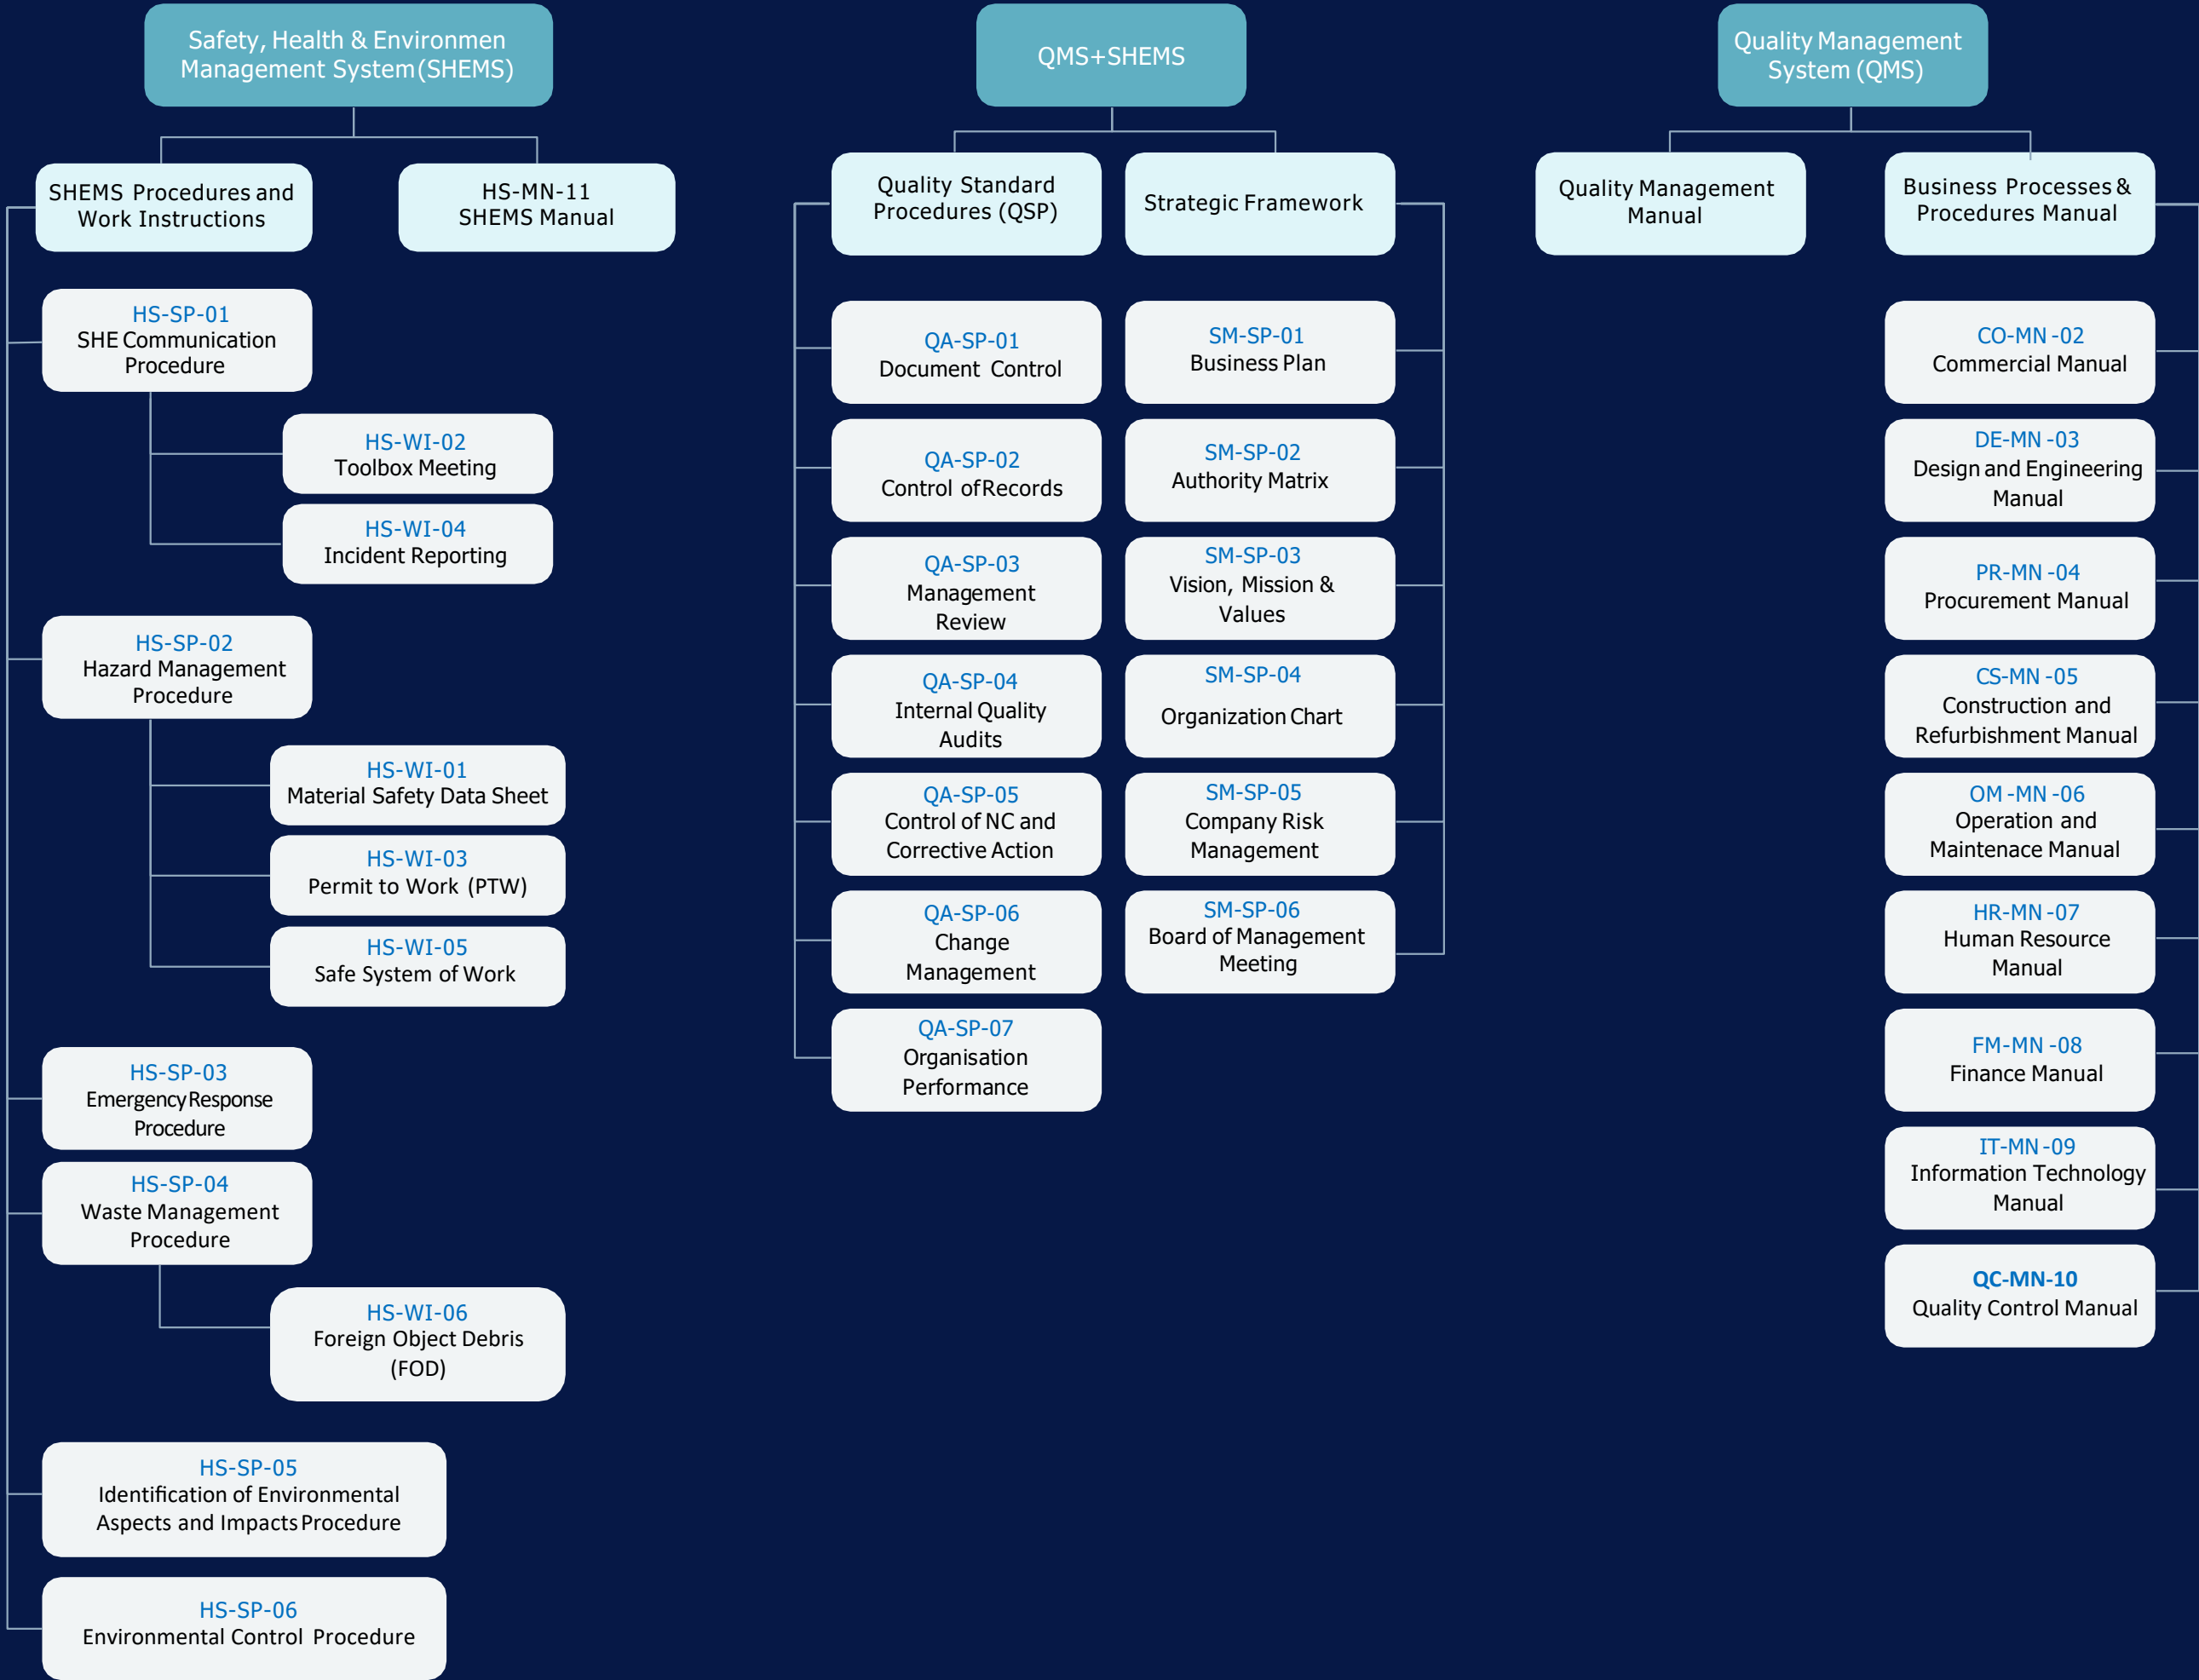 Safety, Health & Environmen
Management System (SHEMS)
SHEMS Procedures and
Work Instructions
HS-MN-11
SHEMS Manual
HS-SP-01
SHE Communication
Procedure
HS-WI-02
Toolbox Meeting
HS-WI-04
Incident Reporting
HS-SP-02
Hazard Management
Procedure
HS-WI-01
Material Safety Data Sheet
HS-WI-03
Permit to Work (PTW)
HS-WI-05
Safe System of Work
HS-SP-03
Emergency Response
Procedure
HS-SP-04
Waste Management
Procedure
HS-WI-06
Foreign Object Debris
(FOD)
HS-SP-05
Identification of Environmental
Aspects and Impacts Procedure
HS-SP-06
Environmental Control Procedure
QMS+SHEMS
Quality Standard
Procedures (QSP)
QA-SP-01
Document Control
QA-SP-02
Control of Records
QA-SP-03
Management
Review
QA-SP-04
Internal Quality
Audits
QA-SP-05
Control of NC and
Corrective Action
QA-SP-06
Change
Management
QA-SP-07
Organisation
Performance
Strategic Framework
SM-SP-01
Business Plan
SM-SP-02
Authority Matrix
SM-SP-03
Vision, Mission &
Values
SM-SP-04
Organization Chart
SM-SP-05
Company Risk
Management
SM-SP-06
Board of Management
Meeting
Quality Management
System (QMS)
Quality Management
Manual
Business Processes &
Procedures Manual
CO-MN -02
Commercial Manual
DE-MN -03
Design and Engineering
Manual
PR-MN -04
Procurement Manual
CS-MN -05
Construction and
Refurbishment Manual
OM -MN -06
Operation and
Maintenace Manual
HR-MN -07
Human Resource
Manual
FM-MN -08
Finance Manual
IT-MN -09
Information Technology
Manual
QC-MN-10
Quality Control Manual